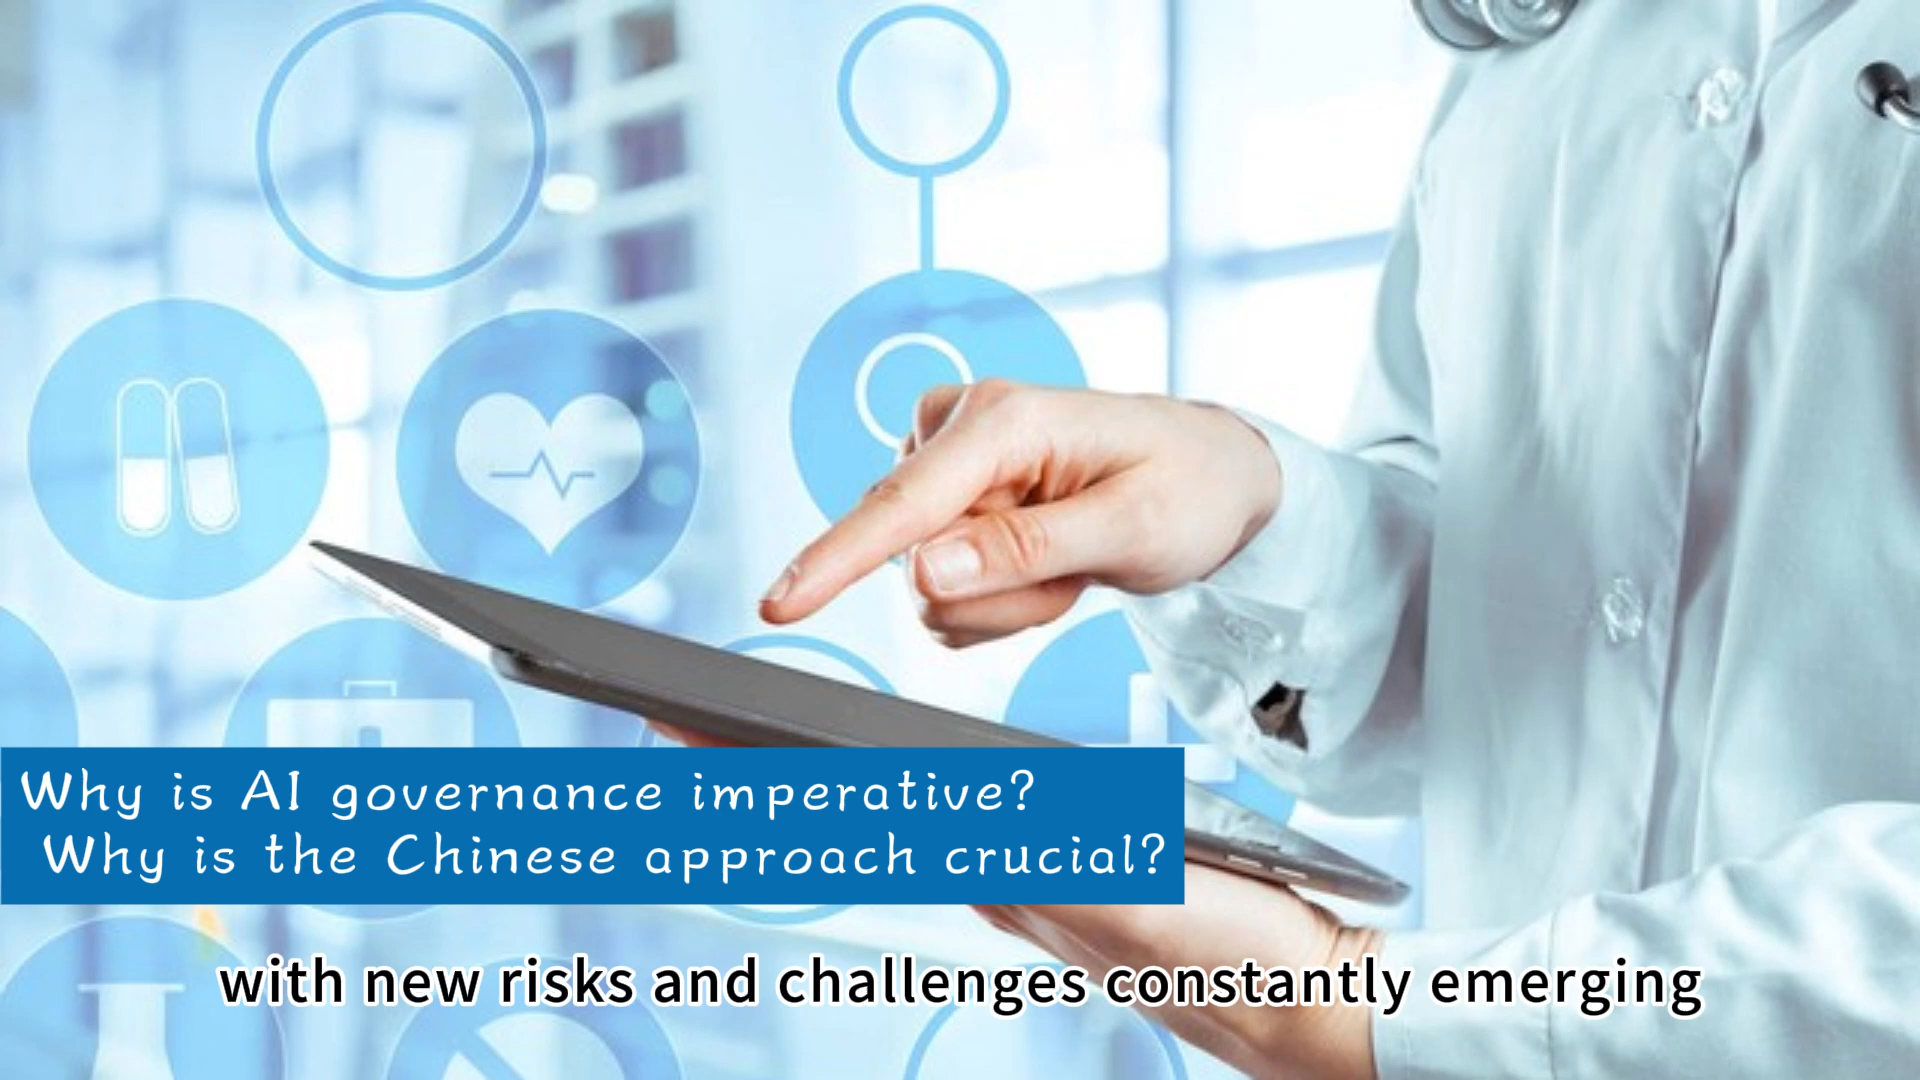 Why is AI governance imperative?
Why is the Chinese approach crucial?
with new risks and challenges constantly emerging